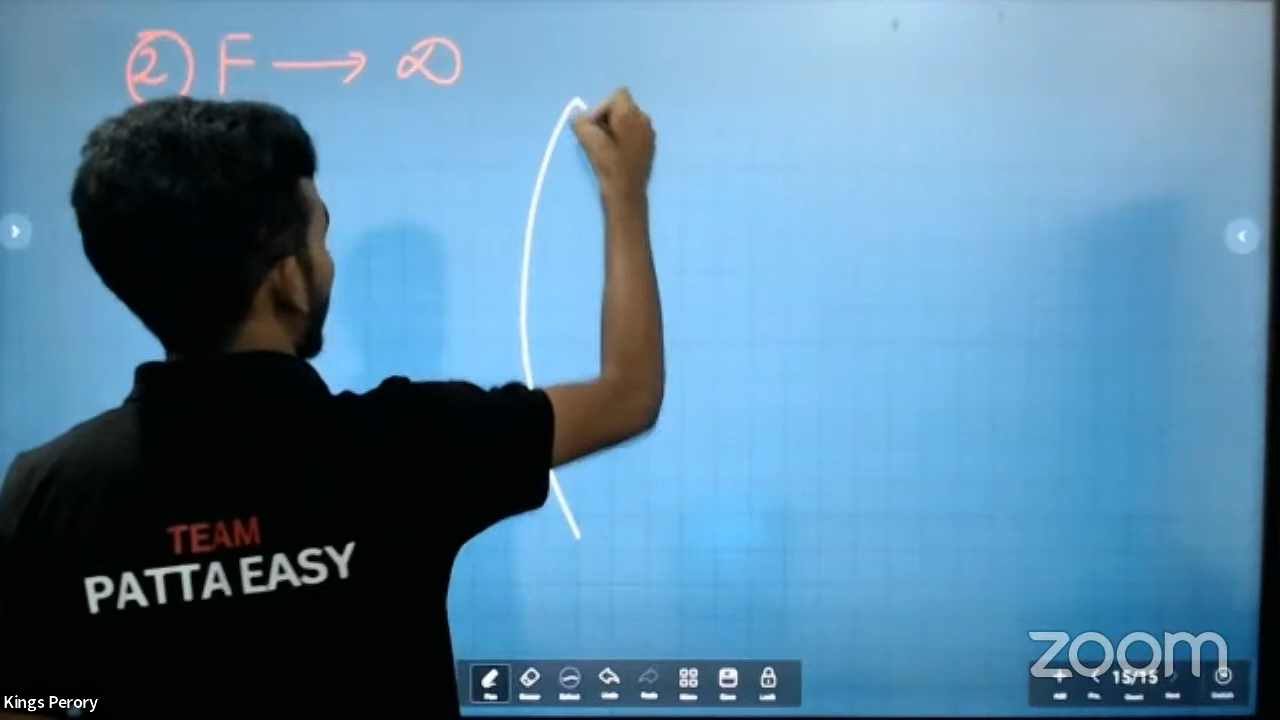 ② F → ∞
TEAM
PATTA EASY
zoom
15/15
Kings Perory